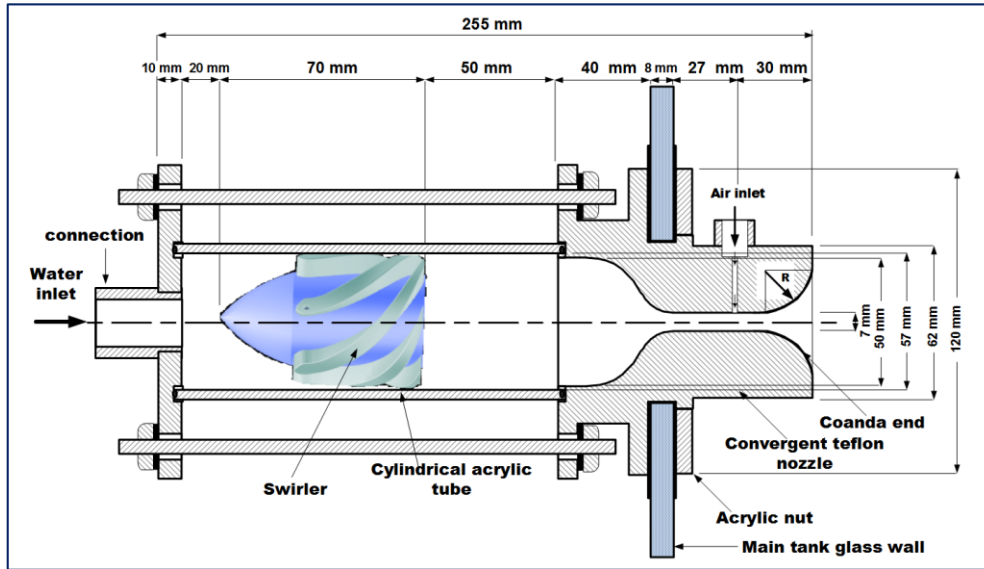 255 mm
10 mm 20 mm 70 mm 50 mm 40 mm 8 mm 27 mm 30 mm
Air inlet
connection
Water
inlet
R
7 mm
50 mm
57 mm
62 mm
120 mm
Coanda end
Convergent teflon
nozzle
Cylindrical acrylic
tube
Swirler
Acrylic nut
Main tank glass wall